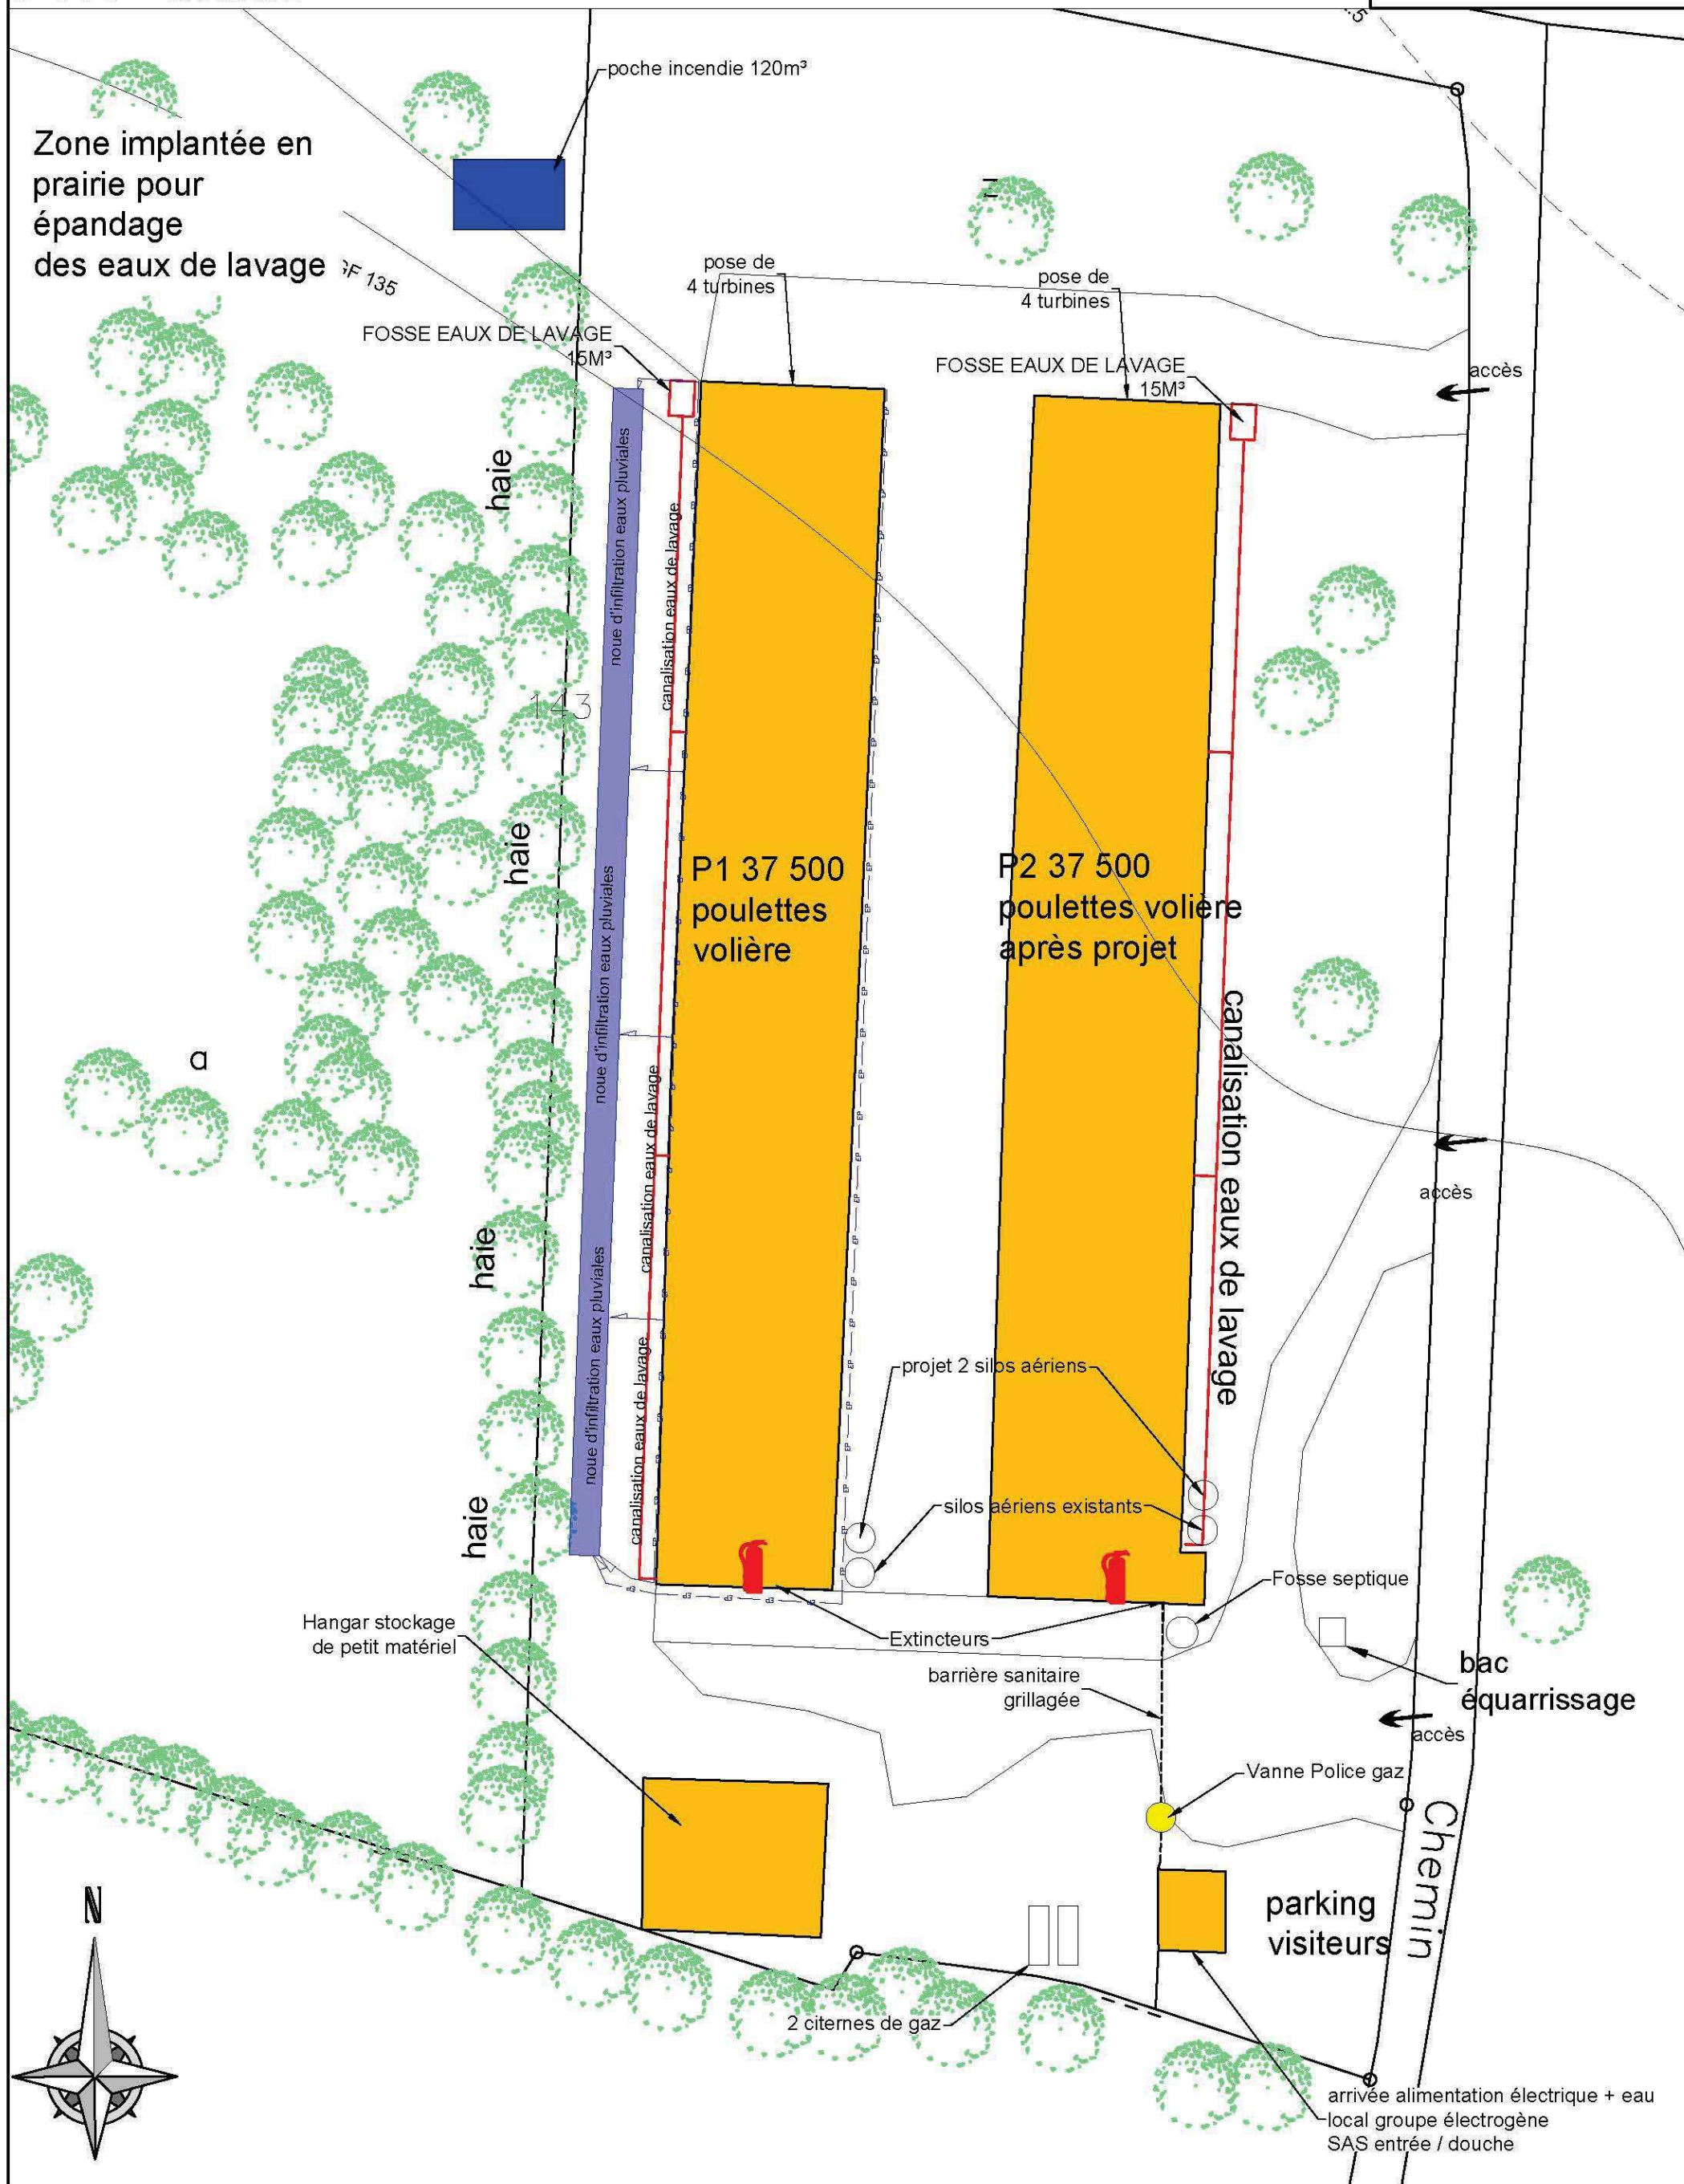 poche incendie 120m³
Zone implantée en
prairie pour
épandage
des eaux de lavage
GF 135
pose de
4 turbines
pose de
4 turbines
FOSSE EAUX DE LAVAGE
15M³
FOSSE EAUX DE LAVAGE
15M³
accès
haie
noue d'infiltration eaux pluviales
canalisation eaux de lavage
143
haie
P1 37 500
poulettes
volière
P2 37 500
poulettes volière
après projet
noue d'infiltration eaux pluviales
canalisation eaux de lavage
canalisation eaux de lavage
a
accès
haie
noue d'infiltration eaux pluviales
canalisation eaux de lavage
projet 2 silos aériens
silos aériens existants
haie
Fosse septique
Hangar stockage
de petit matériel
Extincteurs
barrière sanitaire
grillagée
bac
équarrissage
accès
Vanne Police gaz
Chemin
parking
visiteurs
N
2 citernes de gaz
arrivée alimentation électrique + eau
local groupe électrogène
SAS entrée / douche